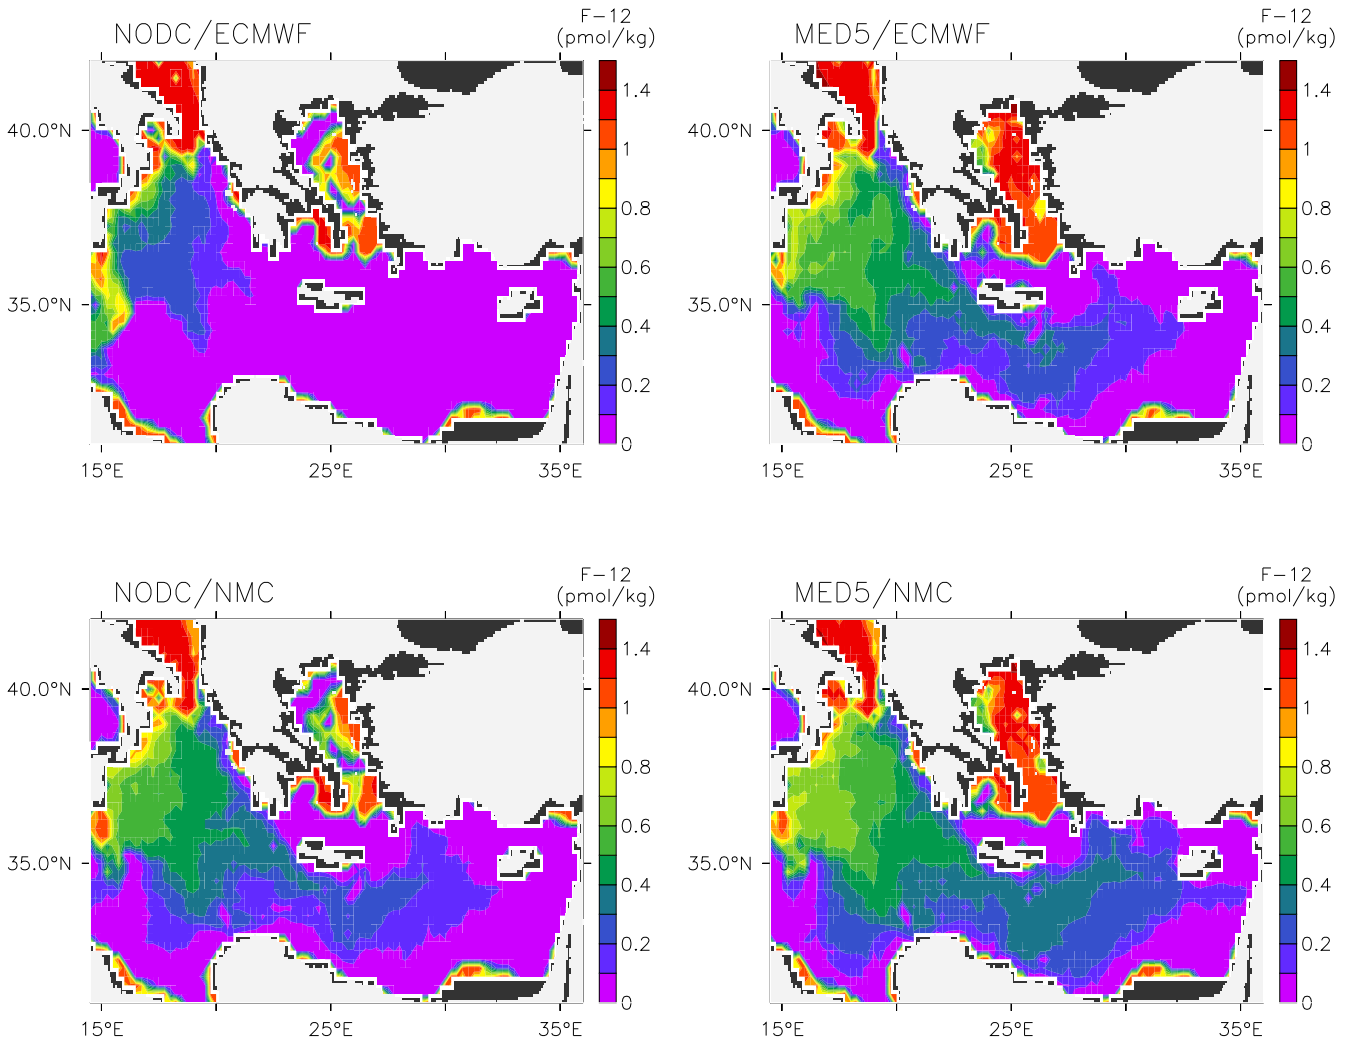 NODC/ECMWF
F-12
(pmol/kg)
40.0°N
35.0°N
15°E
25°E
35°E
1.4
1
0.8
0.6
0.4
0.2
0
MED5/ECMWF
F-12
(pmol/kg)
40.0°N
35.0°N
15°E
25°E
35°E
1.4
1
0.8
0.6
0.4
0.2
0
NODC/NMC
F-12
(pmol/kg)
40.0°N
35.0°N
15°E
25°E
35°E
1.4
1
0.8
0.6
0.4
0.2
0
MED5/NMC
F-12
(pmol/kg)
40.0°N
35.0°N
15°E
25°E
35°E
1.4
1
0.8
0.6
0.4
0.2
0